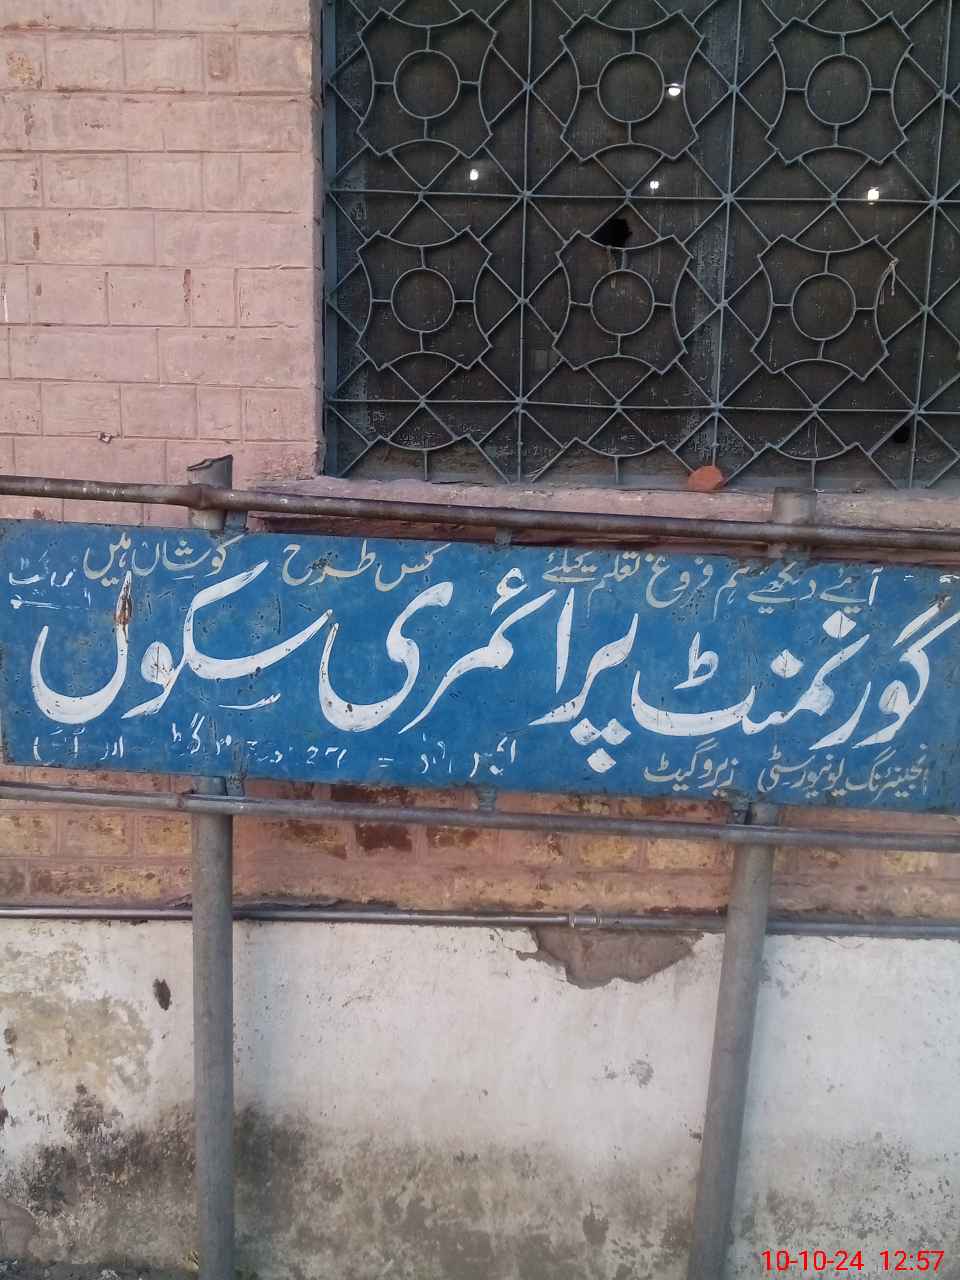 آیئے دیکھیے ہم فروغ تعلیم کیلئے کس طرح کوشاں ہیں
گورنمنٹ پرائمری سکول
انجینئرنگ یونیورسٹی زیرو گیٹ
10-10-24 12:57